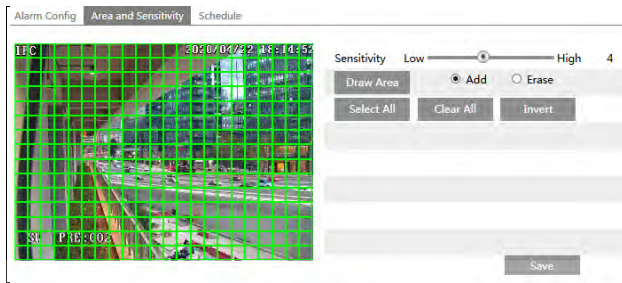 Alarm Config Area and Sensitivity Schedule
IPC 2020/04/22 18:14:52
Sensitivity Low High 4
Draw Area Add Erase
Select All Clear All Invert
PRE:002
Save